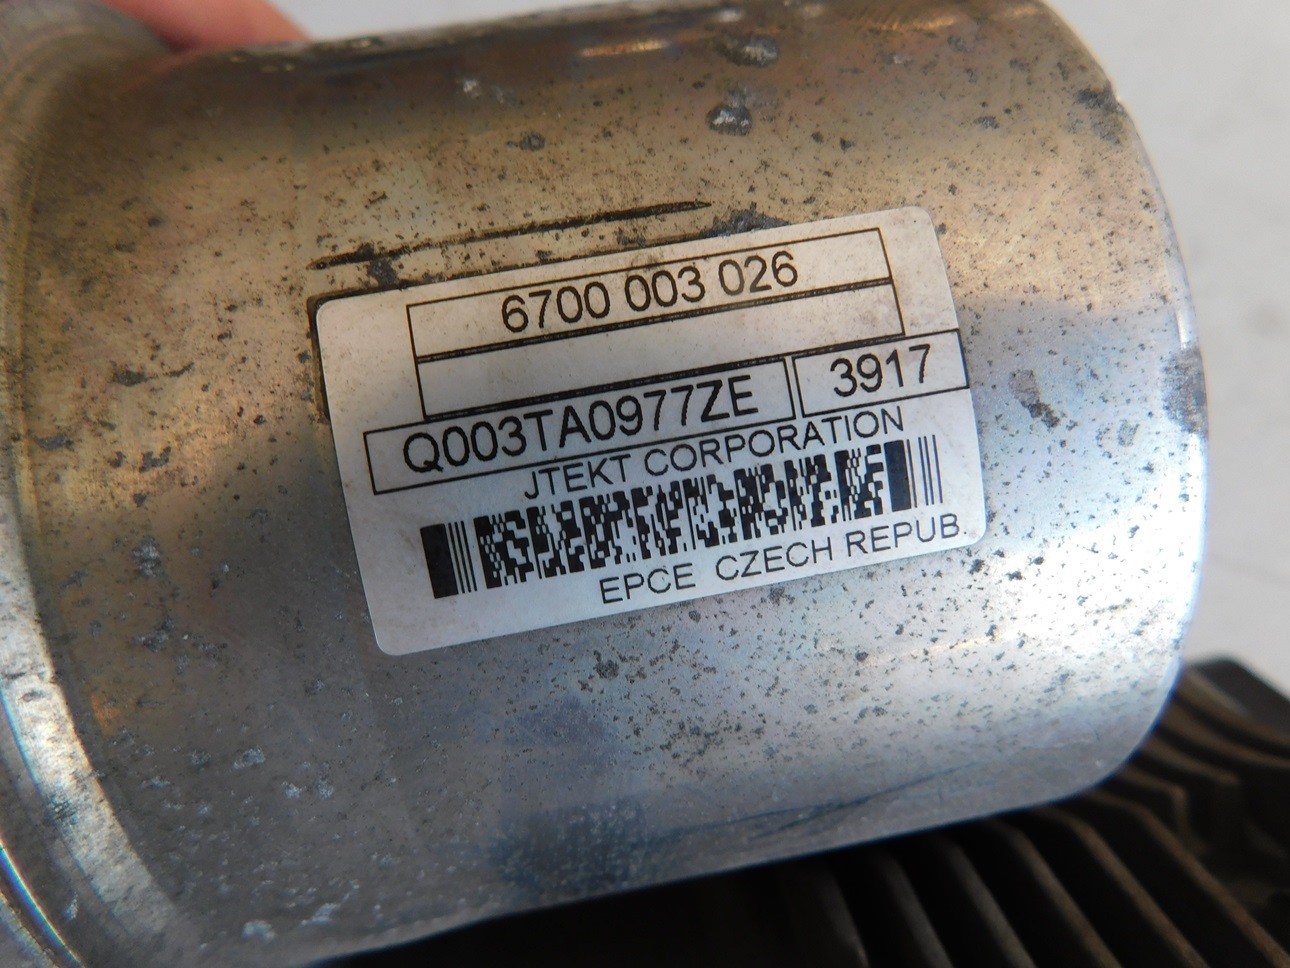 6700 003 026
Q003TA0977ZE 3917
JTEKT CORPORATION
EPCE CZECH REPUB.